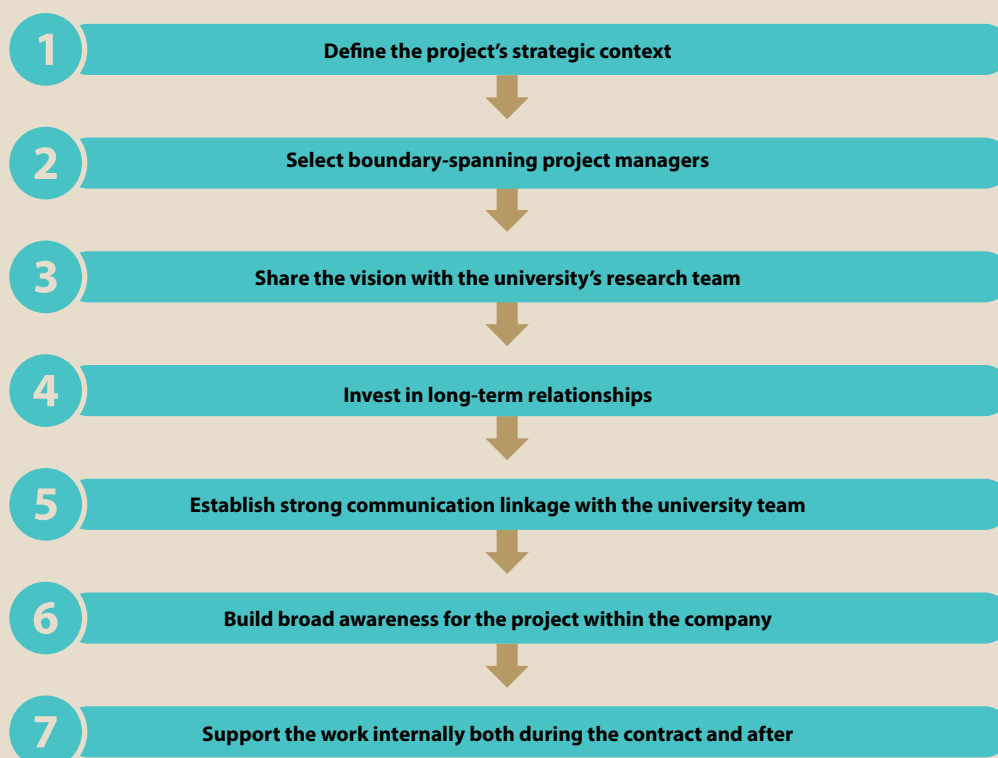 1
Define the project’s strategic context
2
Select boundary-spanning project managers
3
Share the vision with the university’s research team
4
Invest in long-term relationships
5
Establish strong communication linkage with the university team
6
Build broad awareness for the project within the company
7
Support the work internally both during the contract and after